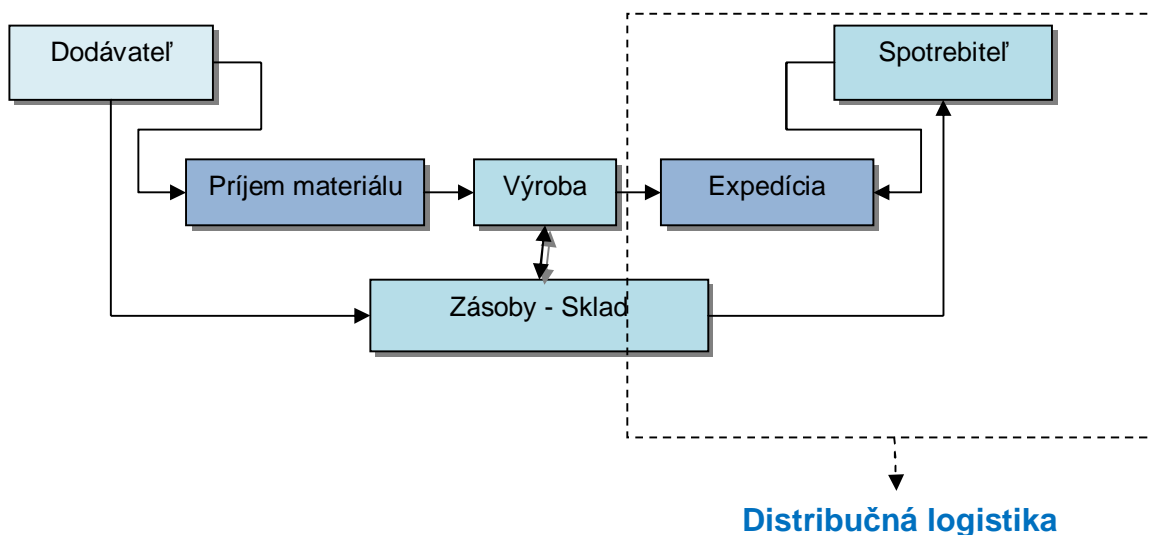 Dodávateľ
Spotrebiteľ
Príjem materiálu
Výroba
Expedícia
Zásoby - Sklad
Distribučná logistika